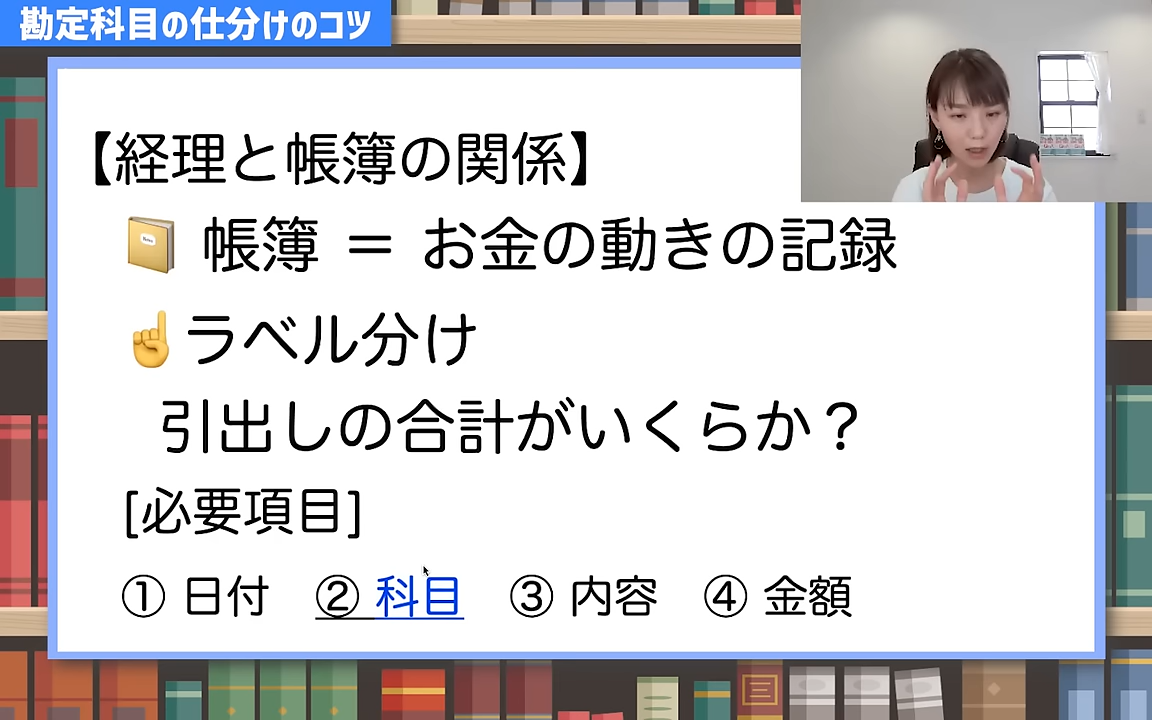 勘定科目の仕分けのコツ
【経理と帳簿の関係】
帳簿 ＝ お金の動きの記録
ラベル分け
引出しの合計がいくらか？
[必要項目]
① 日付 ② 科目 ③ 内容 ④ 金額